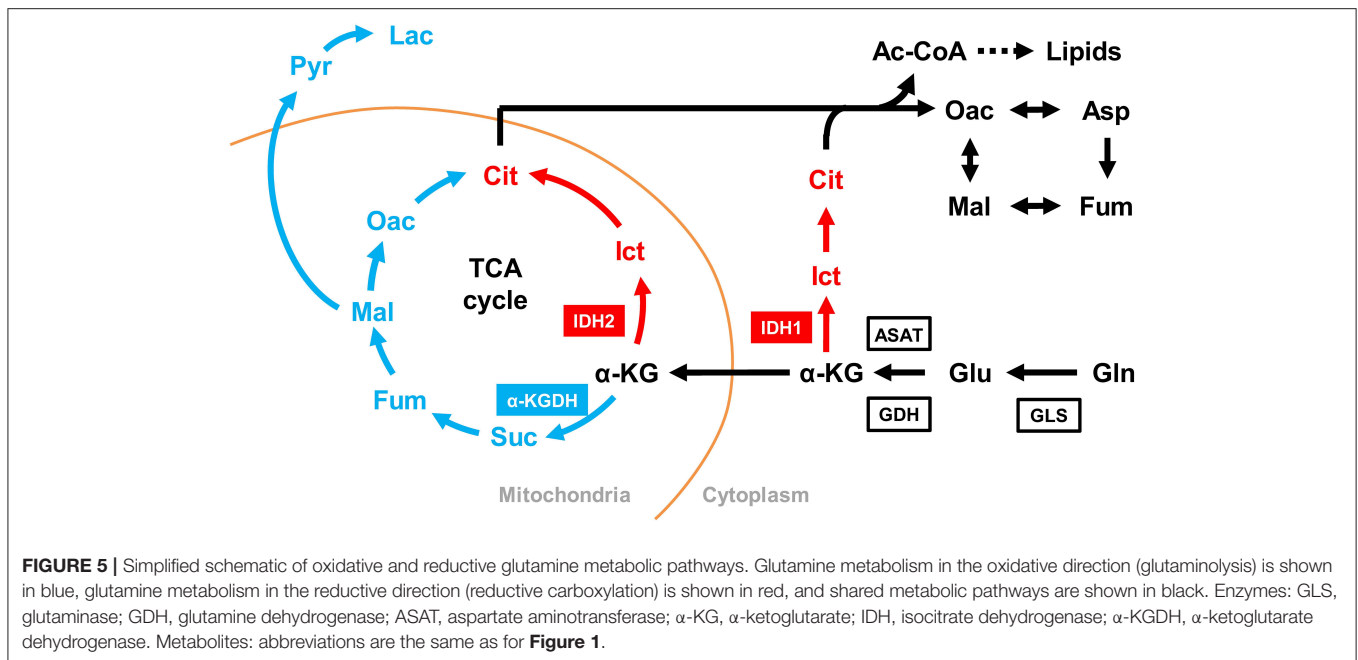 Lac
Pyr
Ac-CoA Lipids
Oac Asp
Cit Cit
Mal Fum
Oac
Ict Ict
TCA
cycle
Mal
IDH2 IDH1 ASAT
α-KG α-KG Glu Gln
Fum α-KGDH GDH GLS
Suc
Mitochondria Cytoplasm
FIGURE 5 | Simplified schematic of oxidative and reductive glutamine metabolic pathways. Glutamine metabolism in the oxidative direction (glutaminolysis) is shown
in blue, glutamine metabolism in the reductive direction (reductive carboxylation) is shown in red, and shared metabolic pathways are shown in black. Enzymes: GLS,
glutaminase; GDH, glutamine dehydrogenase; ASAT, aspartate aminotransferase; α-KG, α-ketoglutarate; IDH, isocitrate dehydrogenase; α-KGDH, α-ketoglutarate
dehydrogenase. Metabolites: abbreviations are the same as for Figure 1.